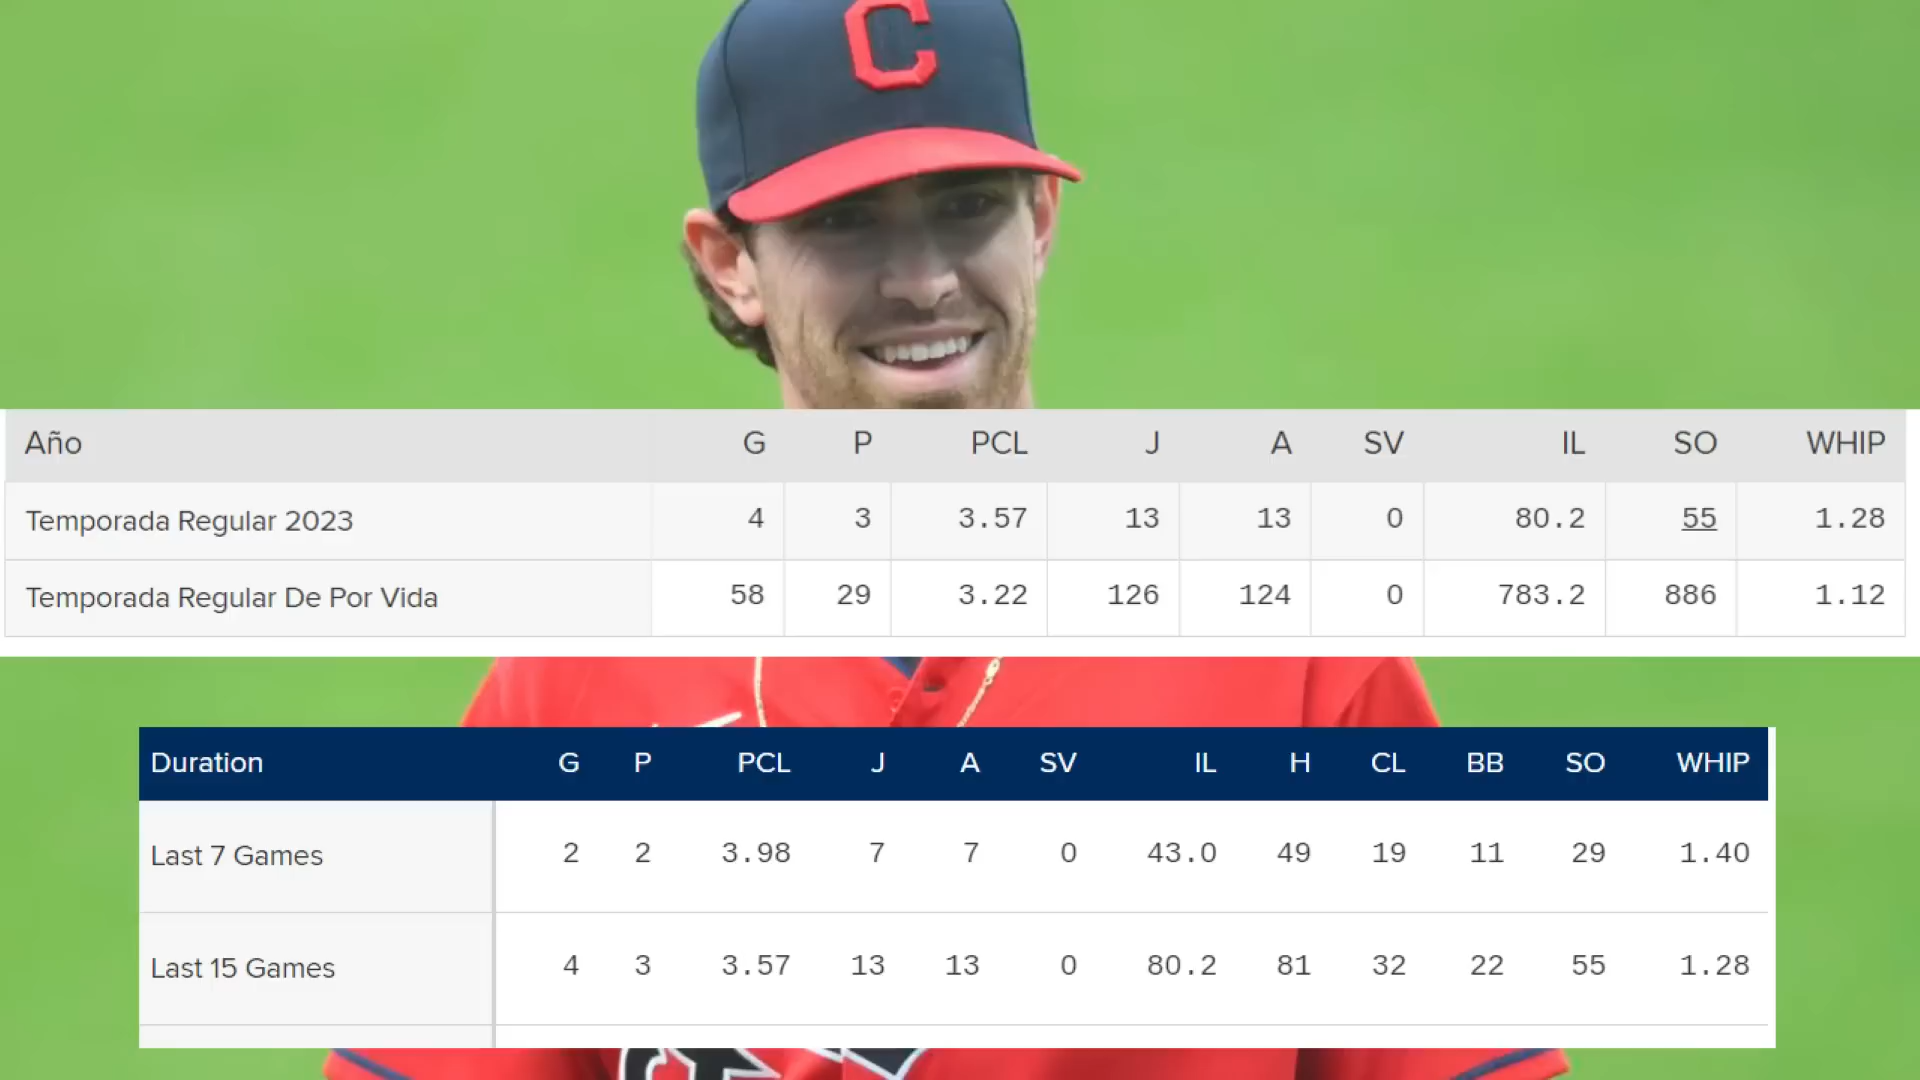 C
Año G P PCL J A SV IL SO WHIP
Temporada Regular 2023 4 3 3.57 13 13 0 80.2 55 1.28
Temporada Regular De Por Vida 58 29 3.22 126 124 0 783.2 886 1.12
Duration G P PCL J A SV IL H CL BB SO WHIP
Last 7 Games 2 2 3.98 7 7 0 43.0 49 19 11 29 1.40
Last 15 Games 4 3 3.57 13 13 0 80.2 81 32 22 55 1.28